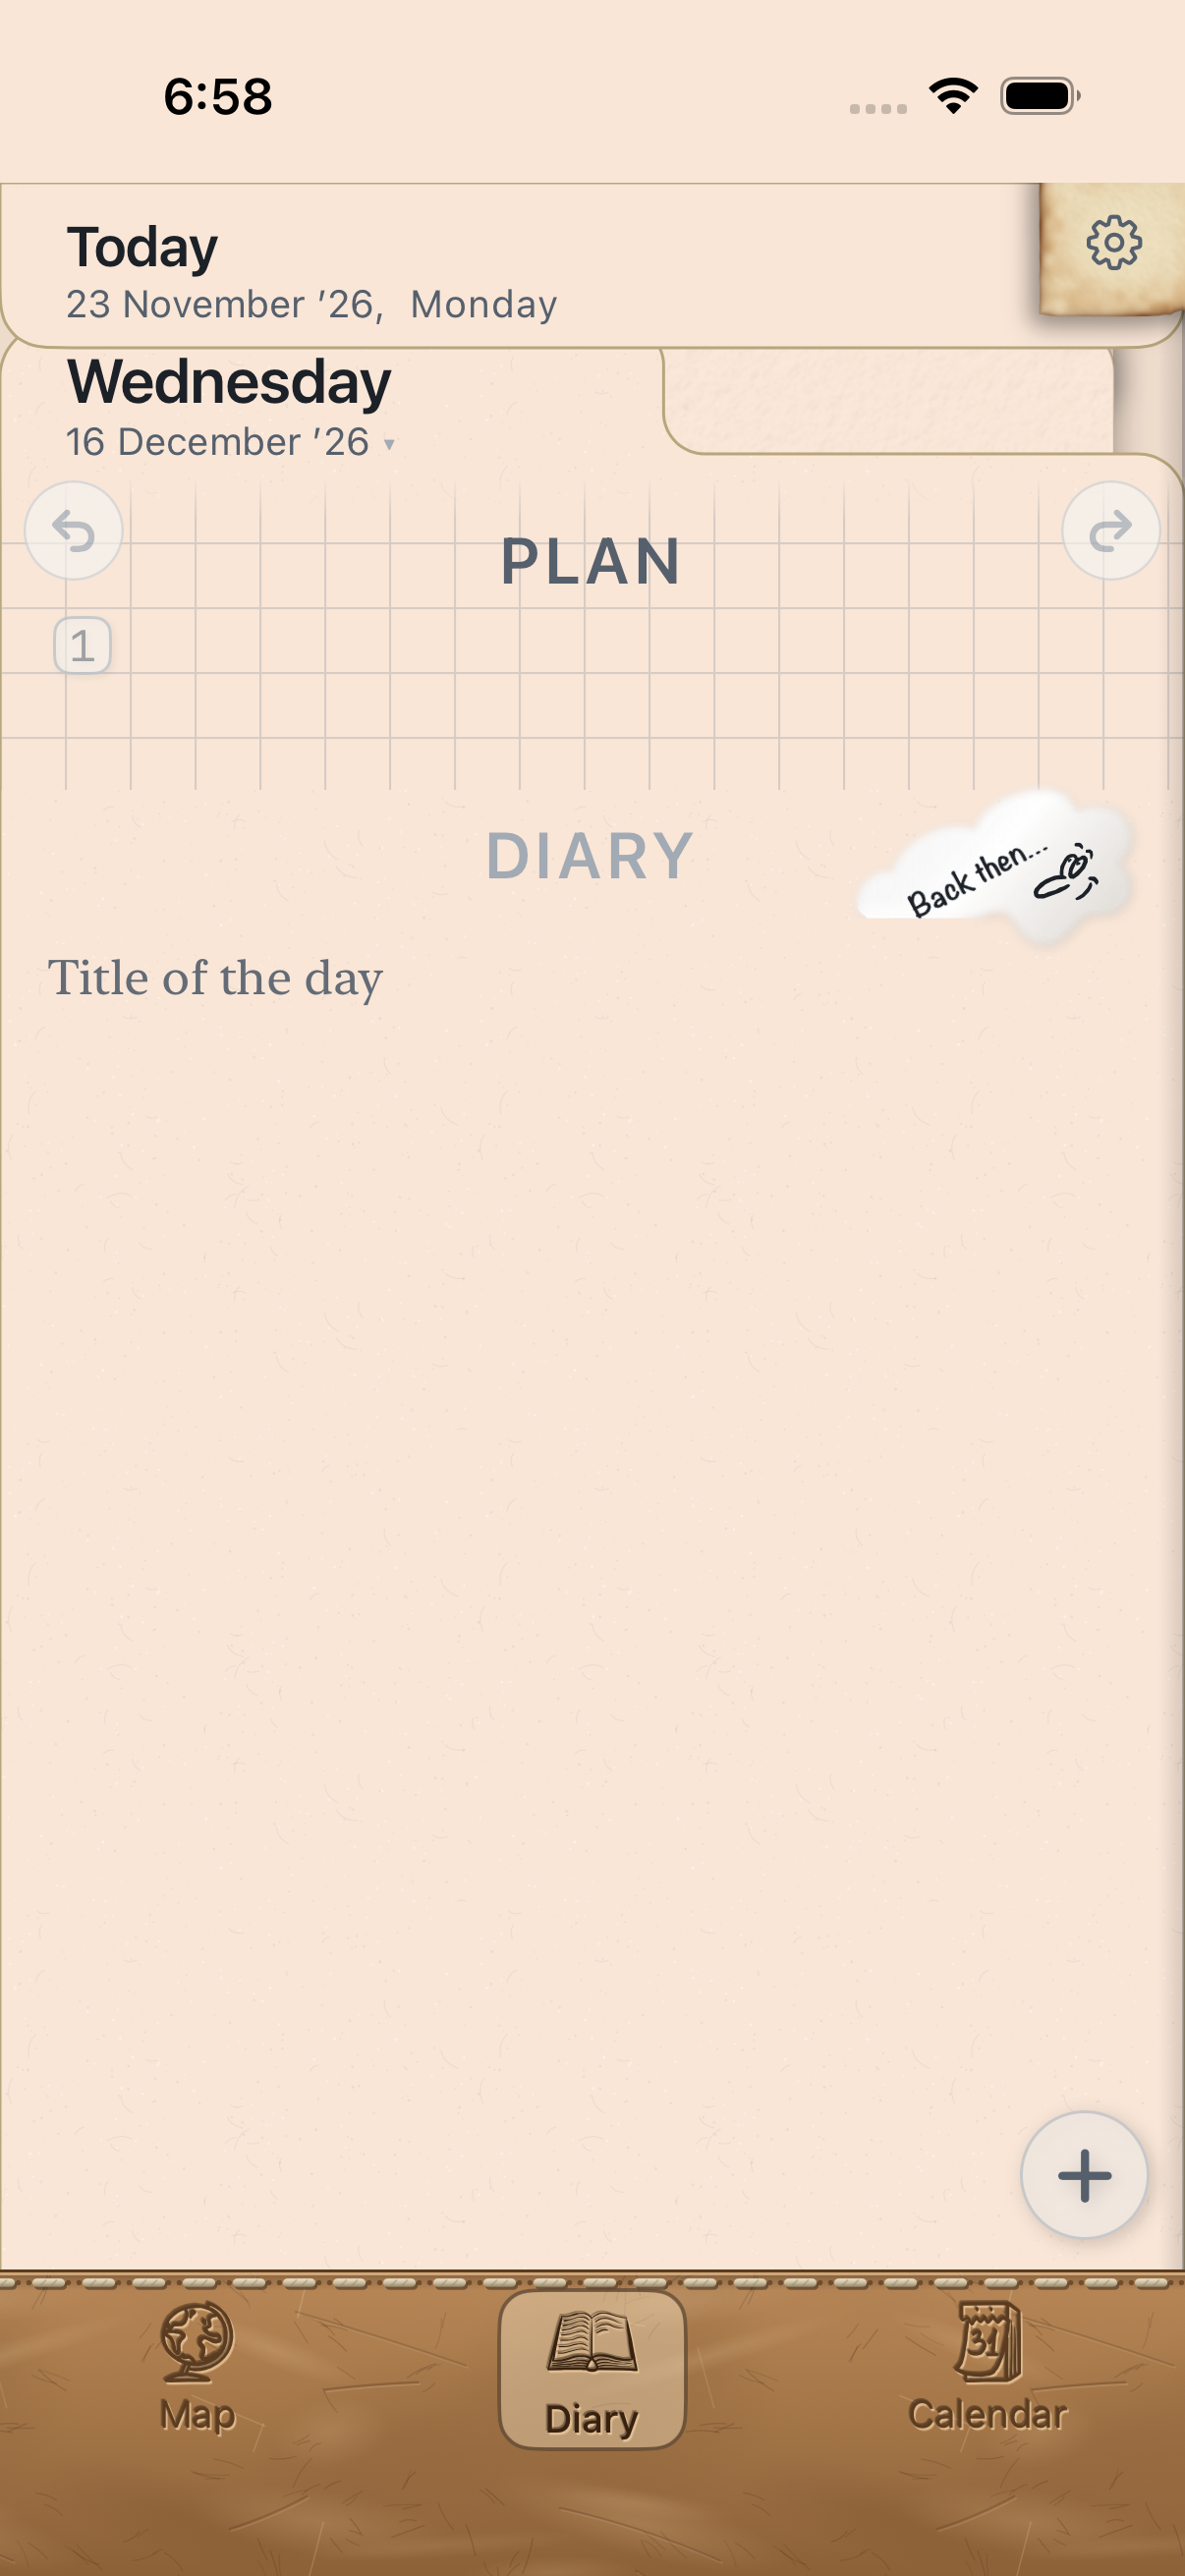 6:58
Today
23 November ’26, Monday
Wednesday
16 December ’26 ▾
PLAN
1
DIARY
Back then...
Title of the day
31
Map
Diary
Calendar